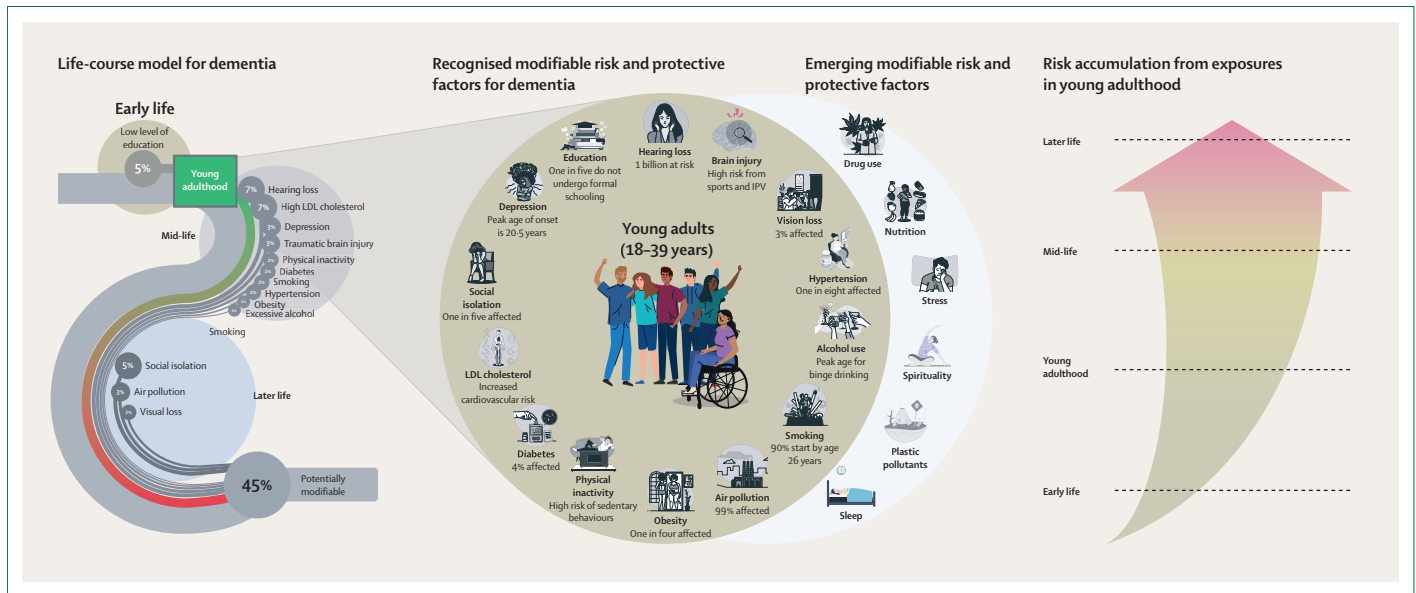 Life-course model for dementia
Early life
Low level of
education
5%
Young
adulthood
Mid-life
7%
Hearing loss
7%
High LDL cholesterol
3%
Depression
3%
Traumatic brain injury
2%
Physical inactivity
2%
Diabetes
2%
Smoking
2%
Hypertension
Obesity
Excessive alcohol
Smoking
5%
Social isolation
3%
Air pollution
2%
Visual loss
Later life
45%
Potentially
modifiable
Recognised modifiable risk and protective
factors for dementia
Education
One in five do not
undergo formal
schooling
Hearing loss
1 billion at risk
Brain injury
High risk from
sports and IPV
Depression
Peak age of onset
is 20-5 years
Vision loss
3% affected
Young adults
(18–39 years)
Social
isolation
One in five affected
Hypertension
One in eight affected
LDL cholesterol
Increased
cardiovascular risk
Alcohol use
Peak age for
binge drinking
Diabetes
4% affected
Smoking
90% start by age
26 years
Physical
inactivity
High risk of sedentary
behaviours
Obesity
One in four affected
Air pollution
99% affected
Emerging modifiable risk and
protective factors
Drug use
Nutrition
Stress
Spirituality
Plastic
pollutants
Sleep
Risk accumulation from exposures
in young adulthood
Later life
Mid-life
Young
adulthood
Early life